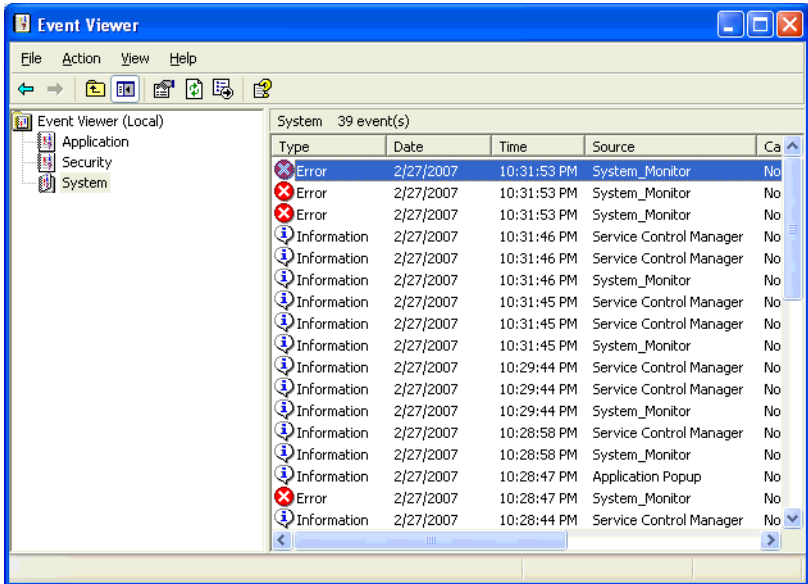 Event Viewer
File Action View Help
Event Viewer (Local)
Application
Security
System
System 39 event(s)
Type Date Time Source Ca
Error 2/27/2007 10:31:53 PM System_Monitor No
Error 2/27/2007 10:31:53 PM System_Monitor No
Error 2/27/2007 10:31:53 PM System_Monitor No
Information 2/27/2007 10:31:46 PM Service Control Manager No
Information 2/27/2007 10:31:46 PM Service Control Manager No
Information 2/27/2007 10:31:46 PM System_Monitor No
Information 2/27/2007 10:31:45 PM Service Control Manager No
Information 2/27/2007 10:31:45 PM Service Control Manager No
Information 2/27/2007 10:31:45 PM System_Monitor No
Information 2/27/2007 10:29:44 PM Service Control Manager No
Information 2/27/2007 10:29:44 PM Service Control Manager No
Information 2/27/2007 10:29:44 PM System_Monitor No
Information 2/27/2007 10:28:58 PM Service Control Manager No
Information 2/27/2007 10:28:58 PM System_Monitor No
Information 2/27/2007 10:28:47 PM Application Popup No
Error 2/27/2007 10:28:47 PM System_Monitor No
Information 2/27/2007 10:28:44 PM Service Control Manager No